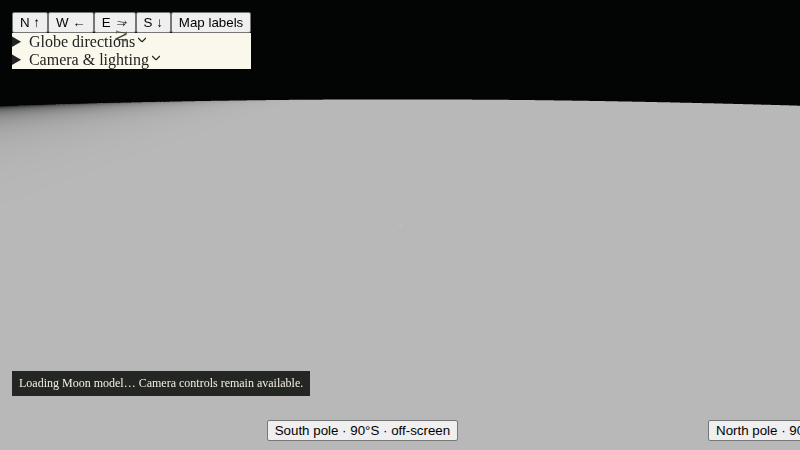 N ↑ W ← E → S ↓ Map labels
Globe directions
Camera & lighting
Loading Moon model… Camera controls remain available.
South pole · 90°S · off-screen
North pole · 90